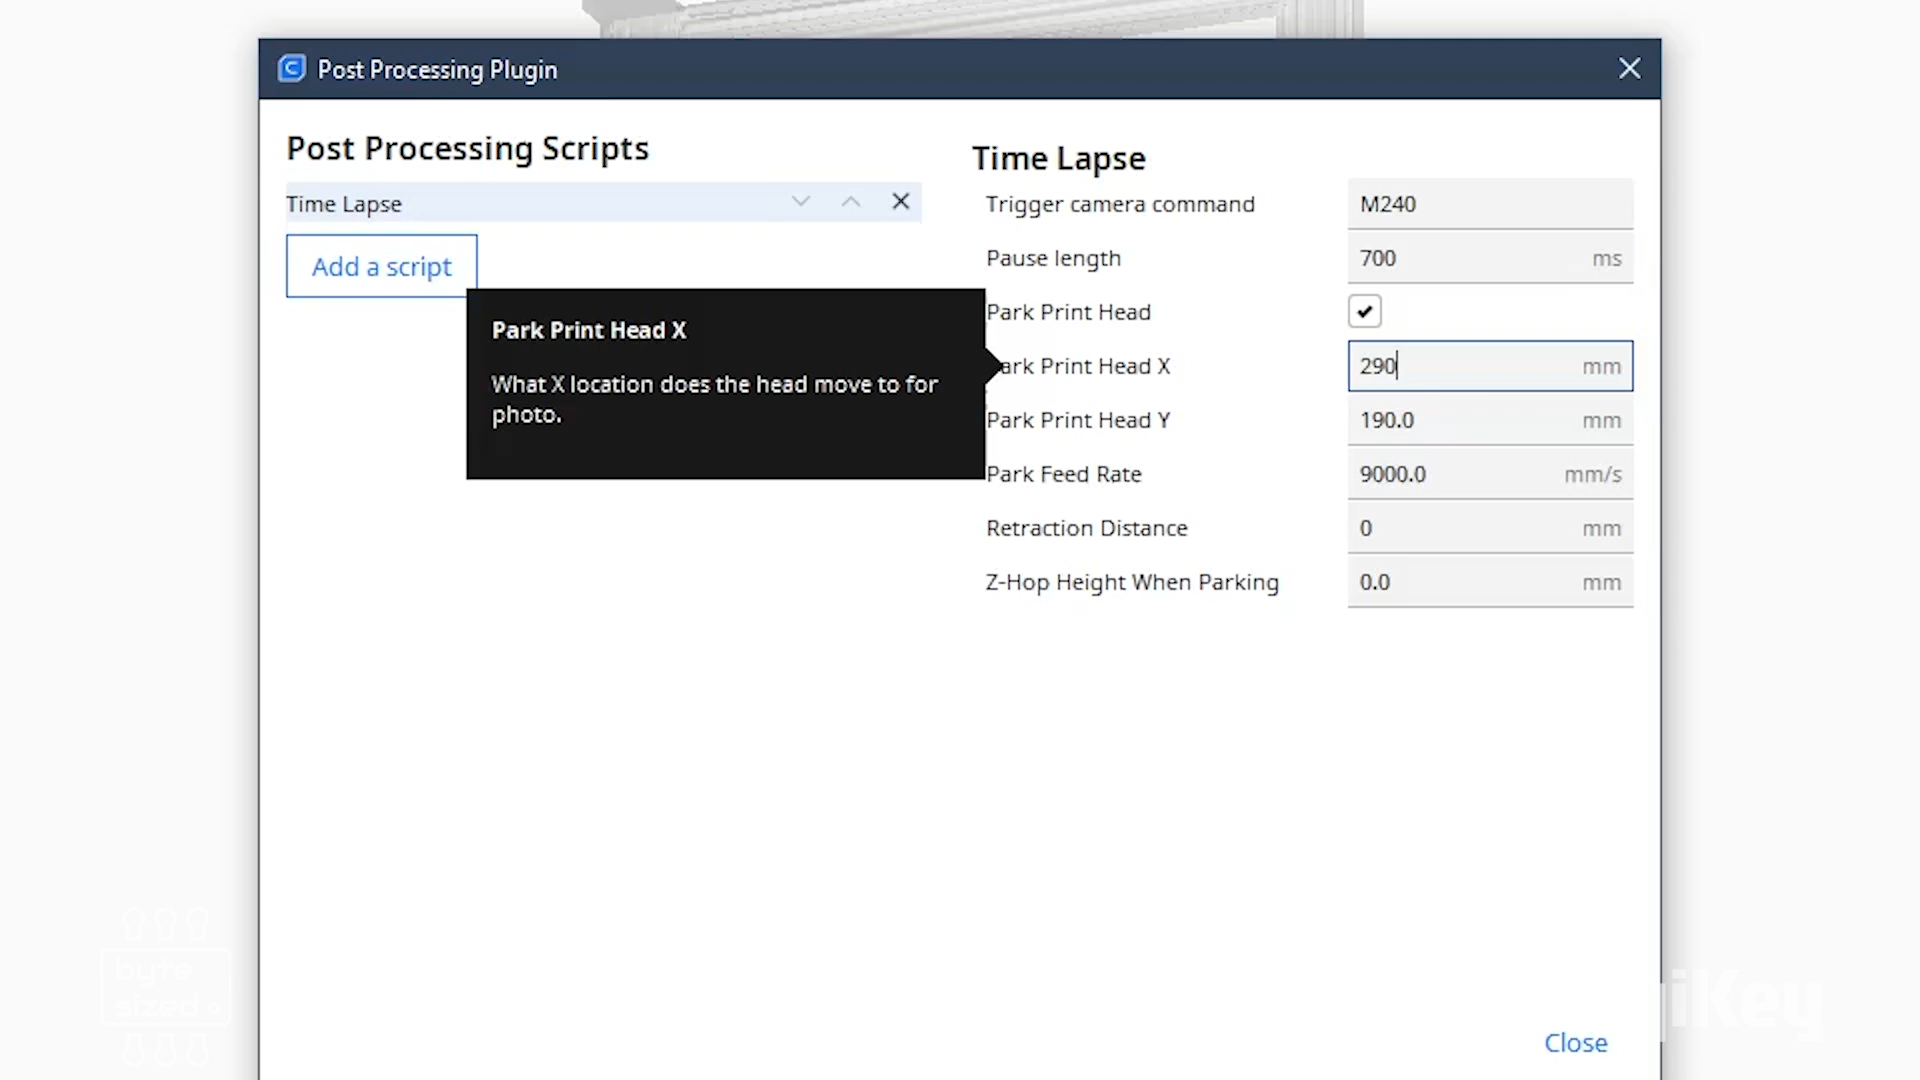 Post Processing Plugin
Post Processing Scripts
Time Lapse
Add a script
Park Print Head X
What X location does the head move to for
photo.
Time Lapse
Trigger camera command M240
Pause length 700 ms
Park Print Head
ark Print Head X 290 mm
Park Print Head Y 190.0 mm
Park Feed Rate 9000.0 mm/s
Retraction Distance 0 mm
Z-Hop Height When Parking 0.0 mm
Close
byte
sized
iKey